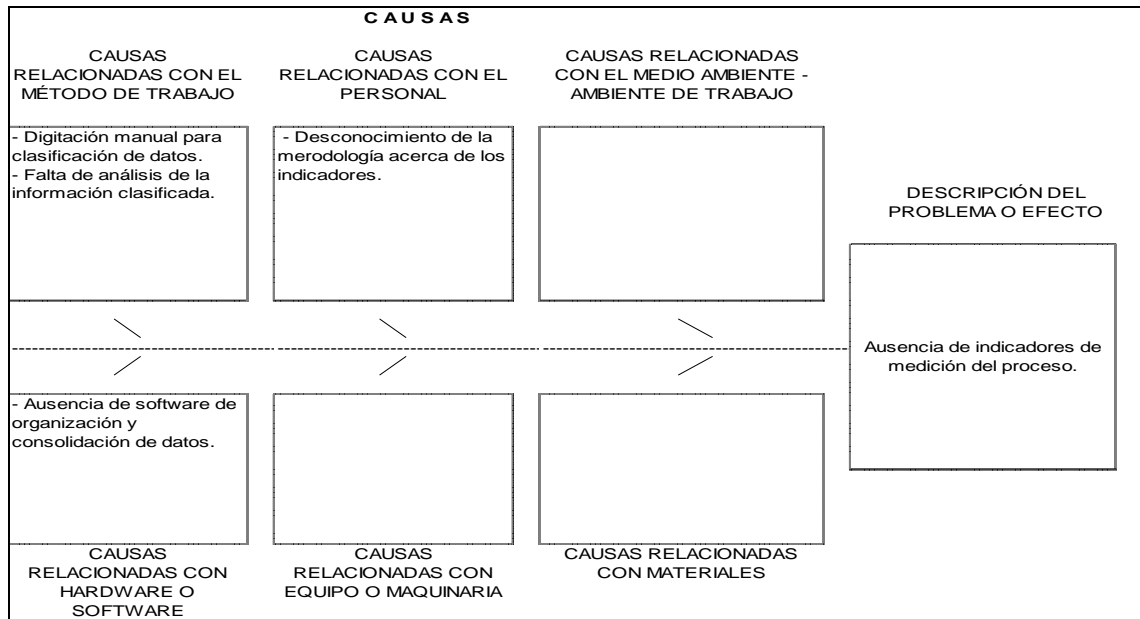 CAUSAS
CAUSAS
RELACIONADAS CON EL
MÉTODO DE TRABAJO
CAUSAS
RELACIONADAS CON EL
PERSONAL
CAUSAS RELACIONADAS
CON EL MEDIO AMBIENTE -
AMBIENTE DE TRABAJO
- Digitación manual para
clasificación de datos.
- Falta de análisis de la
información clasificada.
- Desconocimiento de la
merodología acerca de los
indicadores.
DESCRIPCIÓN DEL
PROBLEMA O EFECTO
Ausencia de indicadores de
medición del proceso.
- Ausencia de software de
organización y
consolidación de datos.
CAUSAS
RELACIONADAS CON
HARDWARE O
SOFTWARE
CAUSAS
RELACIONADAS CON
EQUIPO O MAQUINARIA
CAUSAS RELACIONADAS
CON MATERIALES